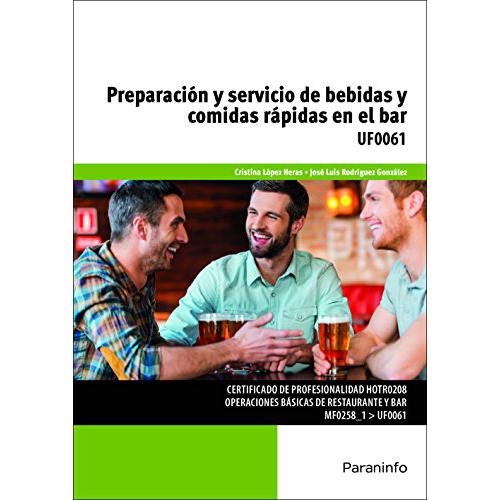 Preparación y servicio de bebidas y
comidas rápidas en el bar
UF0061
Cristina López Heras • José Luis Rodríguez González
CERTIFICADO DE PROFESIONALIDAD HOTR0208
OPERACIONES BÁSICAS DE RESTAURANTE Y BAR
MF0258_1 > UF0061
Paraninfo